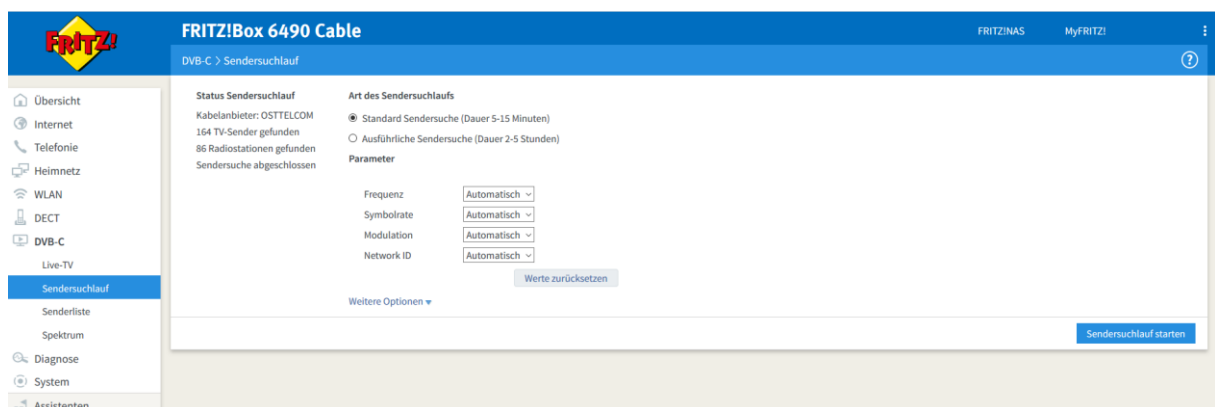 FRITZ!
FRITZ!Box 6490 Cable
FRITZ!NAS
MyFRITZ!
DVB-C > Sendersuchlauf
Übersicht
Internet
Telefonie
Heimnetz
WLAN
DECT
DVB-C
Live-TV
Sendersuchlauf
Senderliste
Spektrum
Diagnose
System
Assistenten
Status Sendersuchlauf
Kabelanbieter: OSTTELCOM
164 TV-Sender gefunden
86 Radiostationen gefunden
Sendersuche abgeschlossen
Art des Sendersuchlaufs
Standard Sendersuche (Dauer 5-15 Minuten)
Ausführliche Sendersuche (Dauer 2-5 Stunden)
Parameter
Frequenz Automatisch
Symbolrate Automatisch
Modulation Automatisch
Network ID Automatisch
Werte zurücksetzen
Weitere Optionen
Sendersuchlauf starten